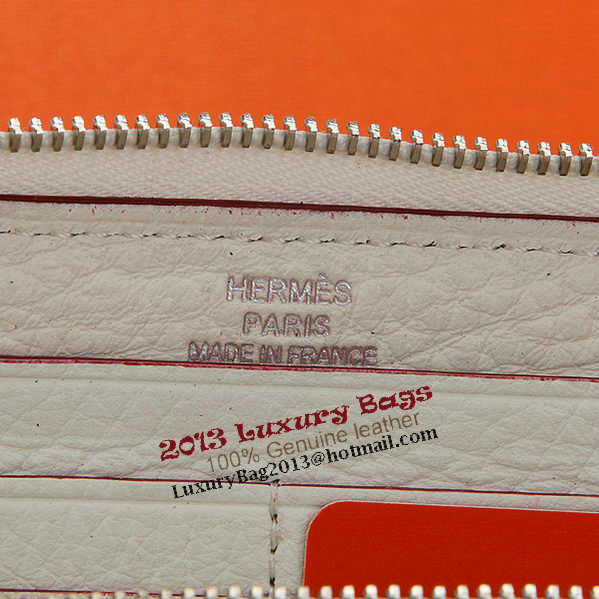 HERMÈS
PARIS
MADE IN FRANCE
2013 Luxury Bags
100% Genuine leather
LuxuryBag2013@hotmail.com